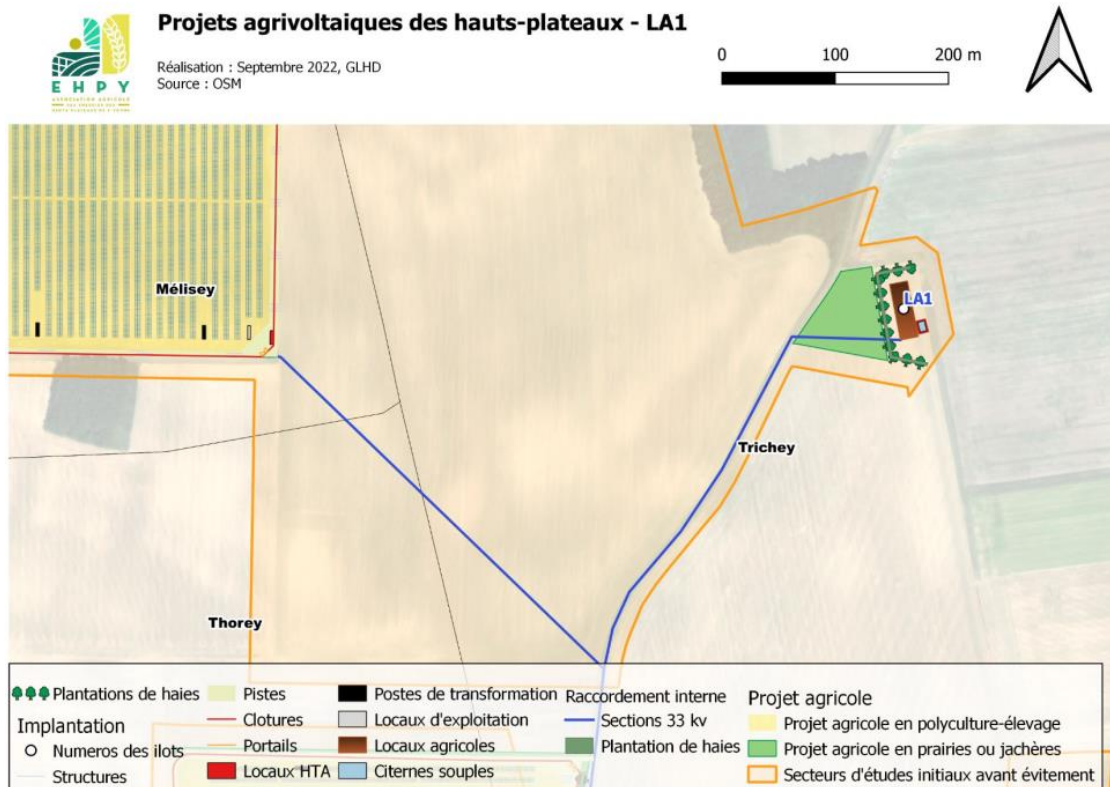 Projets agrivoltaiques des hauts-plateaux - LA1
Réalisation : Septembre 2022, GLHD
Source : OSM
EHPY
0 100 200 m
Mélisey
LA1
Trichey
Thorey
Plantations de haies
Implantation
Numeros des ilots
Structures
Pistes
Clotures
Portails
Locaux HTA
Postes de transformation
Locaux d'exploitation
Locaux agricoles
Citernes souples
Raccordement interne
Sections 33 kv
Plantation de haies
Projet agricole
Projet agricole en polyculture-élevage
Projet agricole en prairies ou jachères
Secteurs d'études initiaux avant évitement